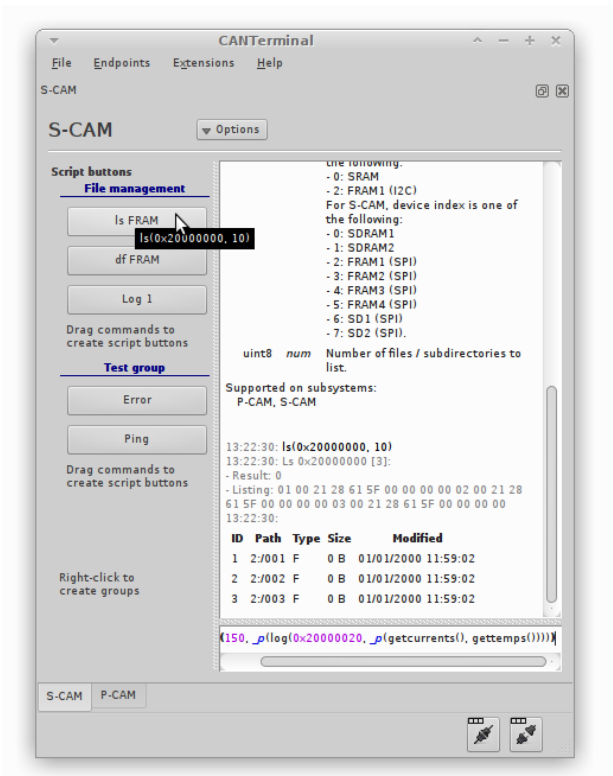 CANTerminal
File Endpoints Extensions Help
S-CAM
S-CAM
Options
Script buttons
File management
ls FRAM
ls(0x20000000, 10)
df FRAM
Log 1
Drag commands to
create script buttons
Test group
Error
Ping
Drag commands to
create script buttons
Right-click to
create groups
the following:
- 0: SRAM
- 2: FRAM1 (I2C)
For S-CAM, device index is one of
the following:
- 0: SDRAM1
- 1: SDRAM2
- 2: FRAM1 (SPI)
- 3: FRAM2 (SPI)
- 4: FRAM3 (SPI)
- 5: FRAM4 (SPI)
- 6: SD1 (SPI)
- 7: SD2 (SPI).
uint8 num Number of files / subdirectories to
list.
Supported on subsystems:
P-CAM, S-CAM
13:22:30: ls(0x20000000, 10)
13:22:30: Ls 0x20000000 [3]:
- Result: 0
- Listing: 01 00 21 28 61 5F 00 00 00 00 02 00 21 28
61 5F 00 00 00 00 03 00 21 28 61 5F 00 00 00 00
13:22:30:
ID Path Type Size Modified
1 2:/001 F 0 B 01/01/2000 11:59:02
2 2:/002 F 0 B 01/01/2000 11:59:02
3 2:/003 F 0 B 01/01/2000 11:59:02
(150, _p(log(0x20000020, _p(getcurrents(), gettemps()))))
S-CAM P-CAM